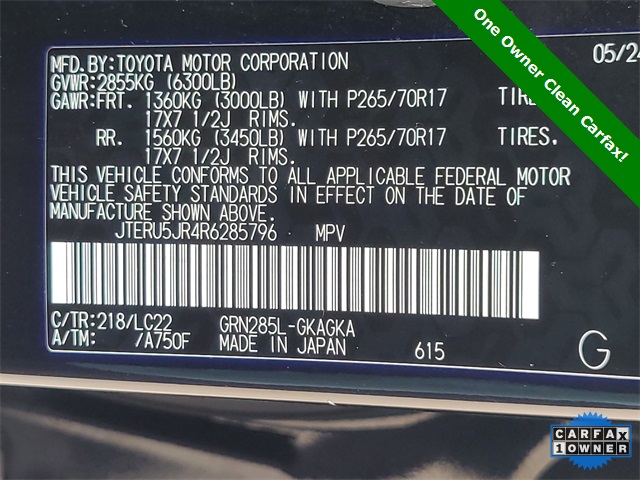 One Owner Clean Carfax!
MFD. BY: TOYOTA MOTOR CORPORATION 05/24
GVWR: 2855KG (6300LB)
GAWR: FRT. 1360KG (3000LB) WITH P265/70R17
17X7 1/2J RIMS.
RR. 1560KG (3450LB) WITH P265/70R17 TIRES.
17X7 1/2J RIMS.
THIS VEHICLE CONFORMS TO ALL APPLICABLE FEDERAL MOTOR
VEHICLE SAFETY STANDARDS IN EFFECT ON THE DATE OF
MANUFACTURE SHOWN ABOVE.
JTERU5JR4R6285796 MPV
C/TR: 218/LC22 GRN285L-GKAGKA
A/TM: /A750F MADE IN JAPAN 615
G
CARFAX
1 OWNER